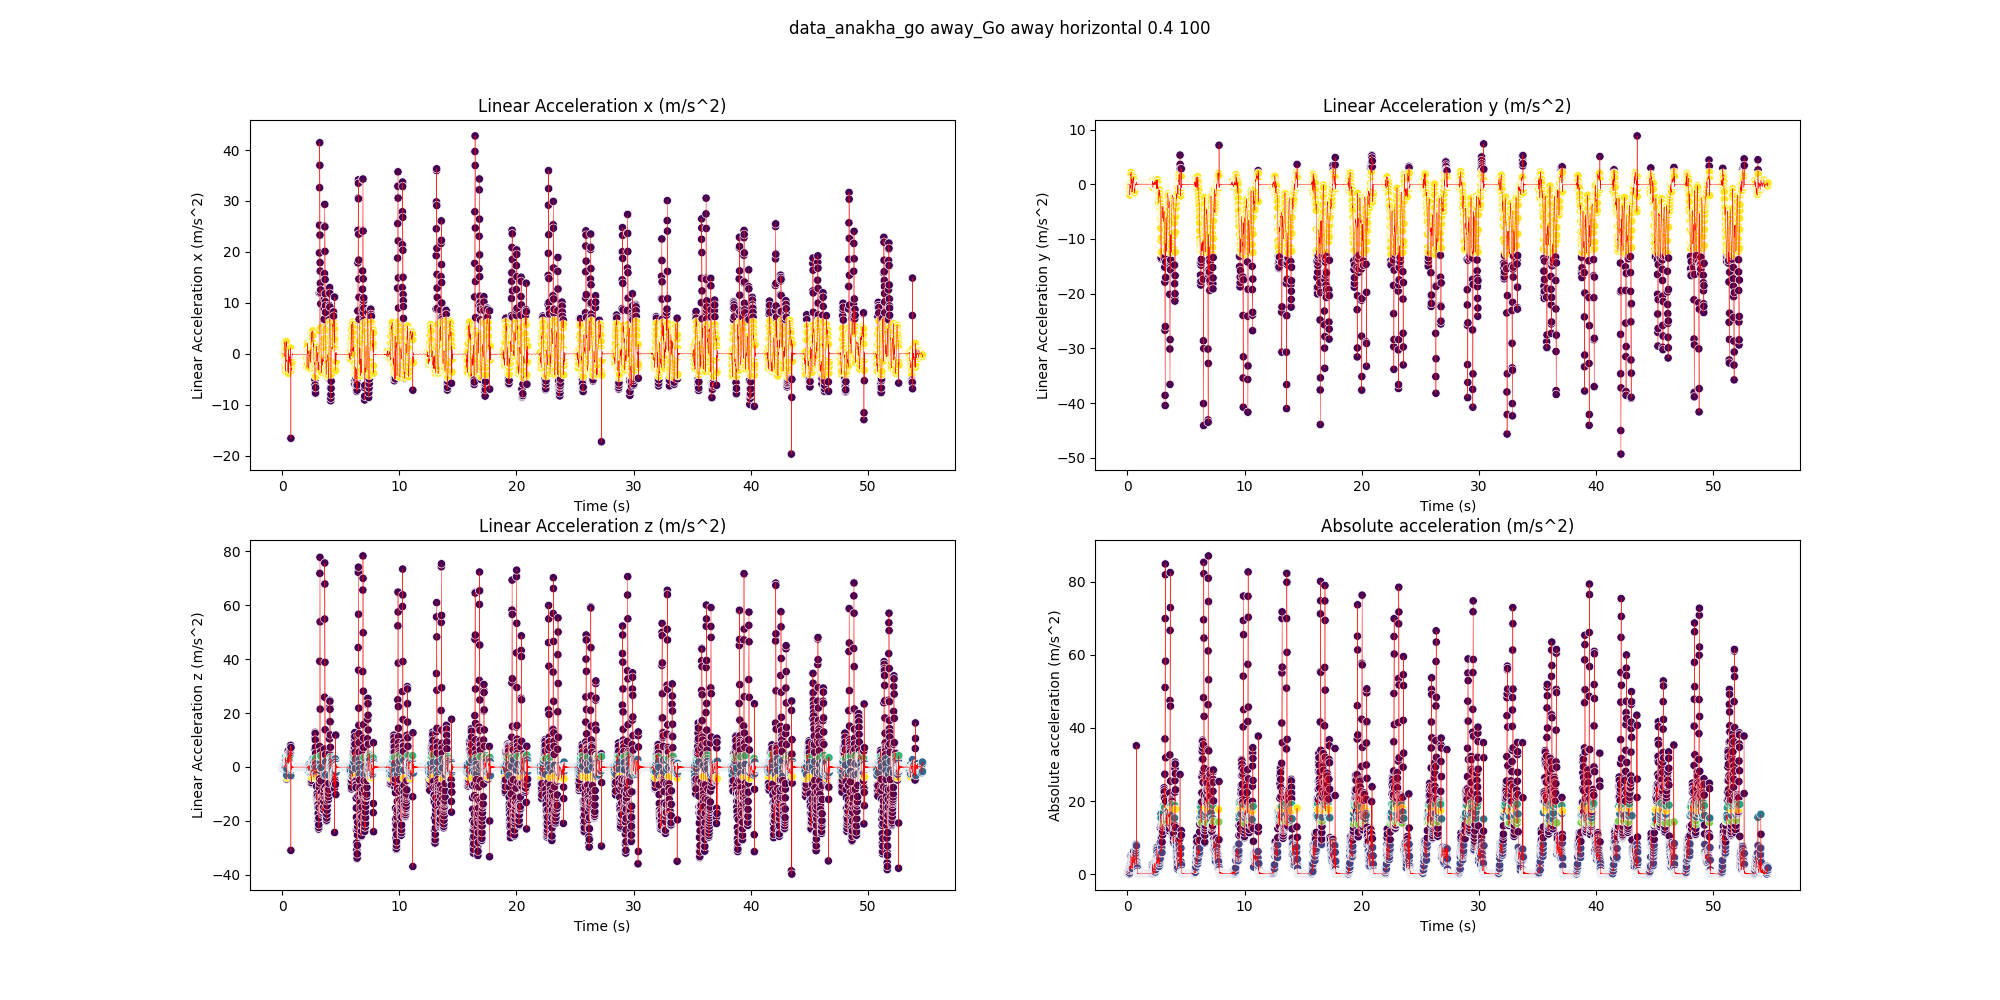 data_anakha_go away_Go away horizontal 0.4 100
Linear Acceleration x (m/s^2)
Linear Acceleration x (m/s^2)
40
30
20
10
0
−10
−20
0 10 20 30 40 50
Time (s)
Linear Acceleration y (m/s^2)
Linear Acceleration y (m/s^2)
10
0
−10
−20
−30
−40
−50
0 10 20 30 40 50
Time (s)
Linear Acceleration z (m/s^2)
Linear Acceleration z (m/s^2)
80
60
40
20
0
−20
−40
0 10 20 30 40 50
Time (s)
Absolute acceleration (m/s^2)
Absolute acceleration (m/s^2)
80
60
40
20
0
0 10 20 30 40 50
Time (s)